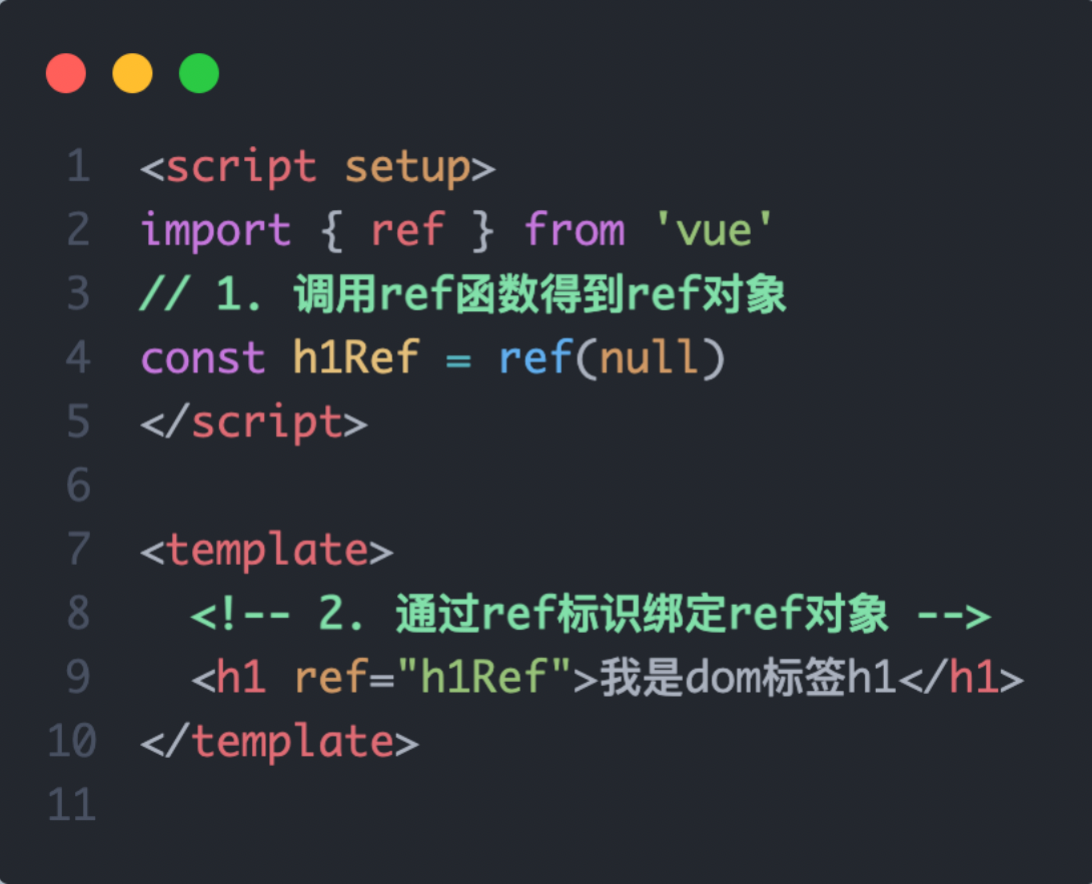 1 <script setup>
2 import { ref } from 'vue'
3 // 1. 调用ref函数得到ref对象
4 const h1Ref = ref(null)
5 </script>
6
7 <template>
8   <!-- 2. 通过ref标识绑定ref对象 -->
9   <h1 ref="h1Ref">我是dom标签h1</h1>
10 </template>
11